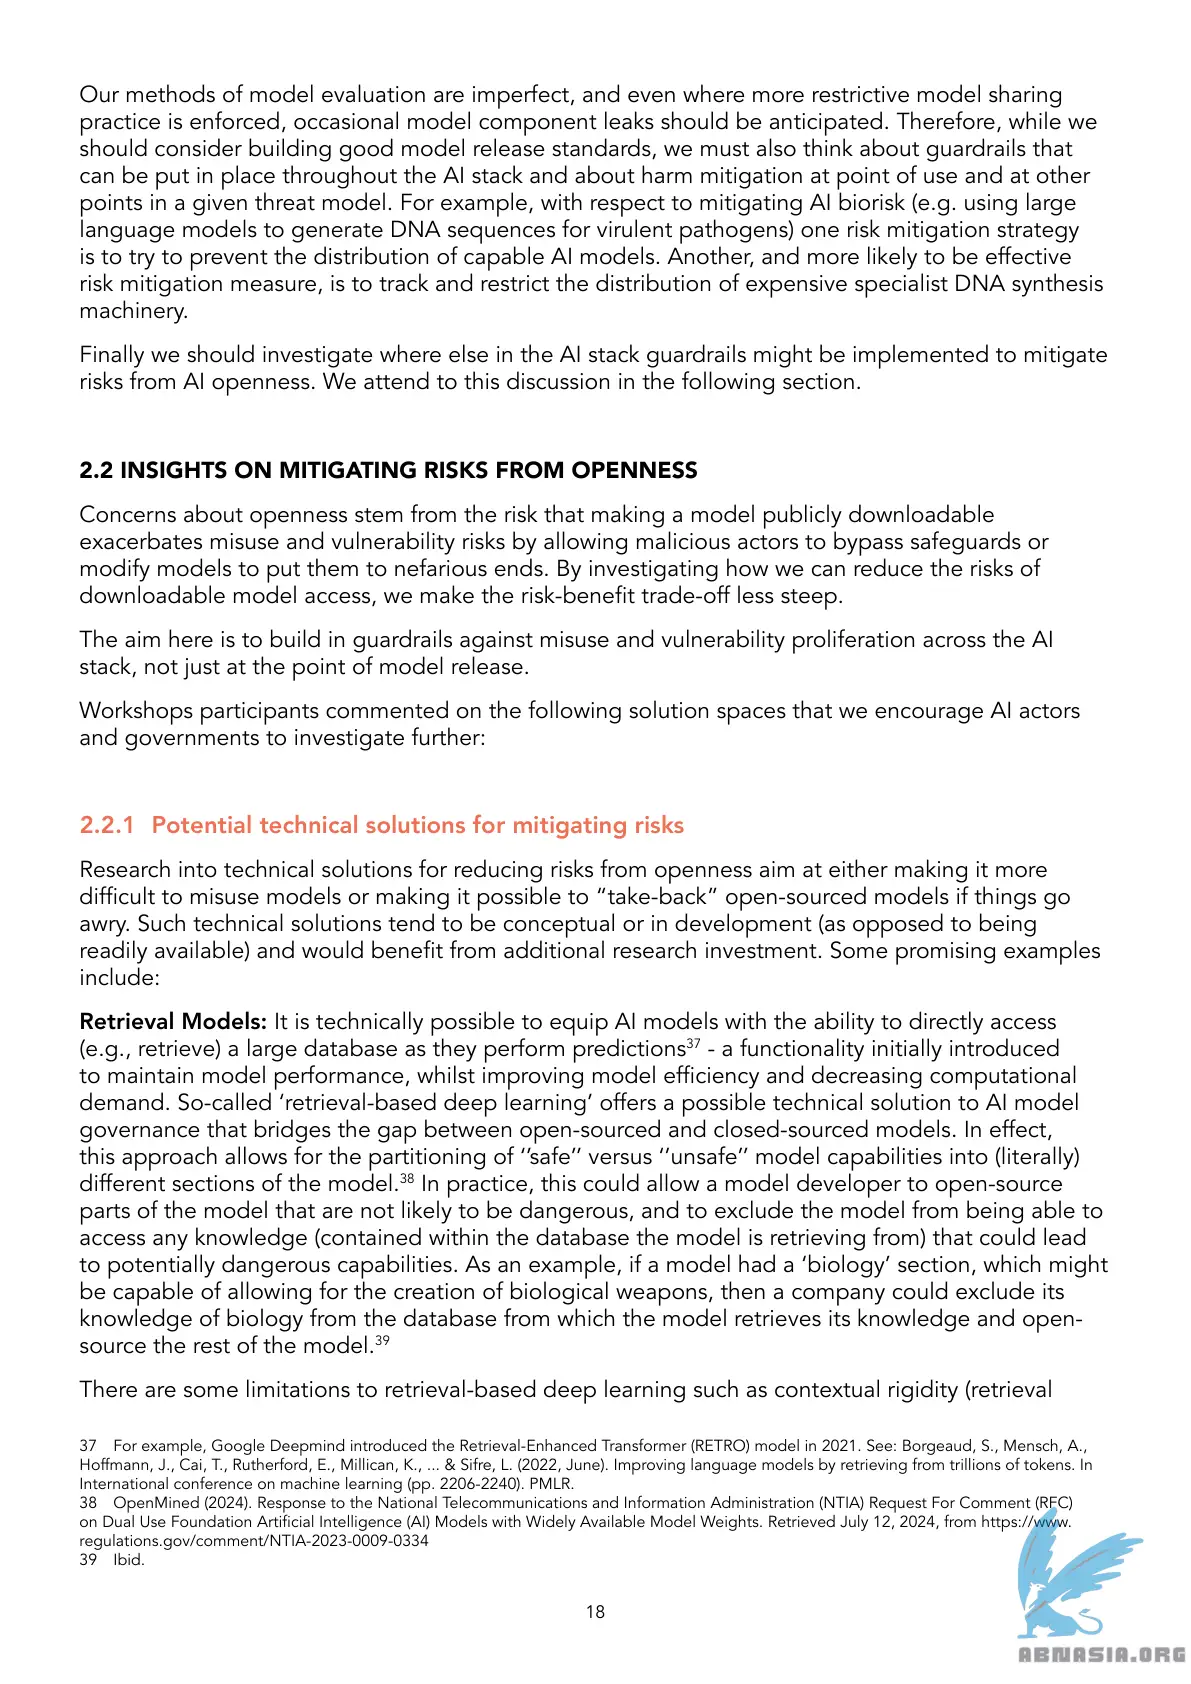 Our methods of model evaluation are imperfect, and even where more restrictive model sharing
practice is enforced, occasional model component leaks should be anticipated. Therefore, while we
should consider building good model release standards, we must also think about guardrails that
can be put in place throughout the AI stack and about harm mitigation at point of use and at other
points in a given threat model. For example, with respect to mitigating AI biorisk (e.g. using large
language models to generate DNA sequences for virulent pathogens) one risk mitigation strategy
is to try to prevent the distribution of capable AI models. Another, and more likely to be effective
risk mitigation measure, is to track and restrict the distribution of expensive specialist DNA synthesis
machinery.
Finally we should investigate where else in the AI stack guardrails might be implemented to mitigate
risks from AI openness. We attend to this discussion in the following section.
2.2 INSIGHTS ON MITIGATING RISKS FROM OPENNESS
Concerns about openness stem from the risk that making a model publicly downloadable
exacerbates misuse and vulnerability risks by allowing malicious actors to bypass safeguards or
modify models to put them to nefarious ends. By investigating how we can reduce the risks of
downloadable model access, we make the risk-benefit trade-off less steep.
The aim here is to build in guardrails against misuse and vulnerability proliferation across the AI
stack, not just at the point of model release.
Workshops participants commented on the following solution spaces that we encourage AI actors
and governments to investigate further:
2.2.1 Potential technical solutions for mitigating risks
Research into technical solutions for reducing risks from openness aim at either making it more
difficult to misuse models or making it possible to “take-back” open-sourced models if things go
awry. Such technical solutions tend to be conceptual or in development (as opposed to being
readily available) and would benefit from additional research investment. Some promising examples
include:
Retrieval Models: It is technically possible to equip AI models with the ability to directly access
(e.g., retrieve) a large database as they perform predictions³⁷ - a functionality initially introduced
to maintain model performance, whilst improving model efficiency and decreasing computational
demand. So-called ‘retrieval-based deep learning’ offers a possible technical solution to AI model
governance that bridges the gap between open-sourced and closed-sourced models. In effect,
this approach allows for the partitioning of ‘’safe’’ versus ‘’unsafe’’ model capabilities into (literally)
different sections of the model.³⁸ In practice, this could allow a model developer to open-source
parts of the model that are not likely to be dangerous, and to exclude the model from being able to
access any knowledge (contained within the database the model is retrieving from) that could lead
to potentially dangerous capabilities. As an example, if a model had a ‘biology’ section, which might
be capable of allowing for the creation of biological weapons, then a company could exclude its
knowledge of biology from the database from which the model retrieves its knowledge and open-
source the rest of the model.³⁹
There are some limitations to retrieval-based deep learning such as contextual rigidity (retrieval
37 For example, Google Deepmind introduced the Retrieval-Enhanced Transformer (RETRO) model in 2021. See: Borgeaud, S., Mensch, A.,
Hoffmann, J., Cai, T., Rutherford, E., Millican, K., ... & Sifre, L. (2022, June). Improving language models by retrieving from trillions of tokens. In
International conference on machine learning (pp. 2206-2240). PMLR.
38 OpenMined (2024). Response to the National Telecommunications and Information Administration (NTIA) Request For Comment (RFC)
on Dual Use Foundation Artificial Intelligence (AI) Models with Widely Available Model Weights. Retrieved July 12, 2024, from https://www.
regulations.gov/comment/NTIA-2023-0009-0334
39 Ibid.
18
ABNASIA.ORG